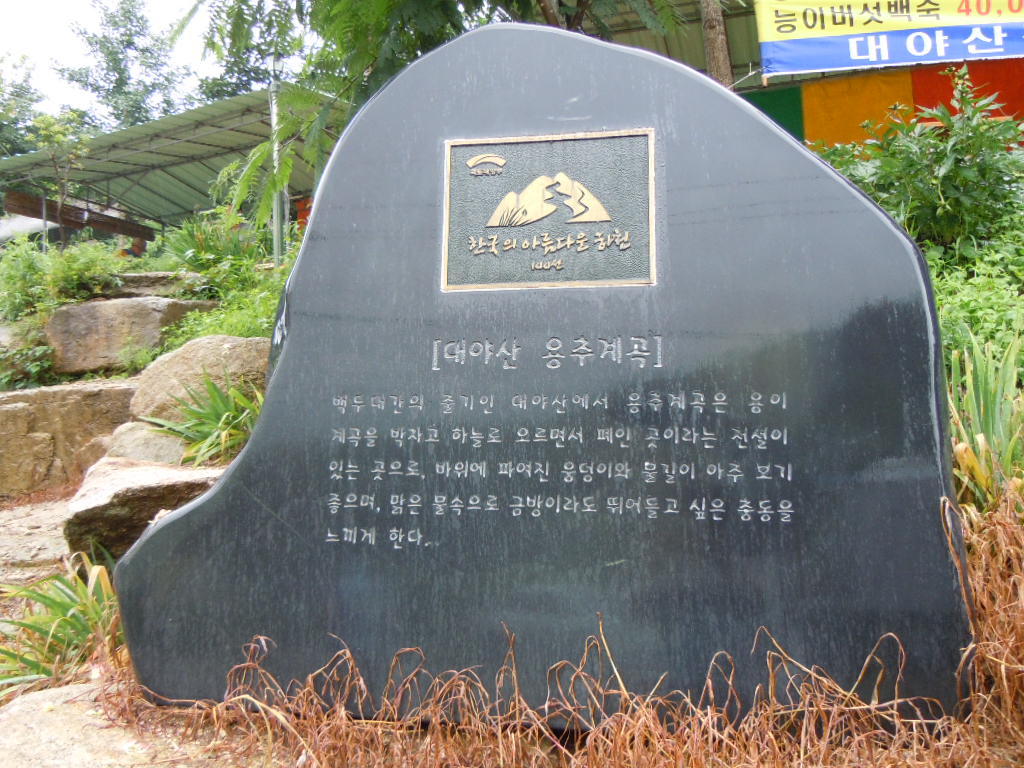 능이버섯백숙 40,0
대야산
한국의 아름다운 하천
100선
[대야산 용추계곡]
백두대간의 줄기인 대야산에서 용추계곡은 용이
계곡을 박차고 하늘로 오르면서 패인 곳이라는 전설이
있는 곳으로, 바위에 파여진 웅덩이와 물길이 아주 보기
좋으며, 맑은 물속으로 금방이라도 뛰어들고 싶은 충동을
느끼게 한다.